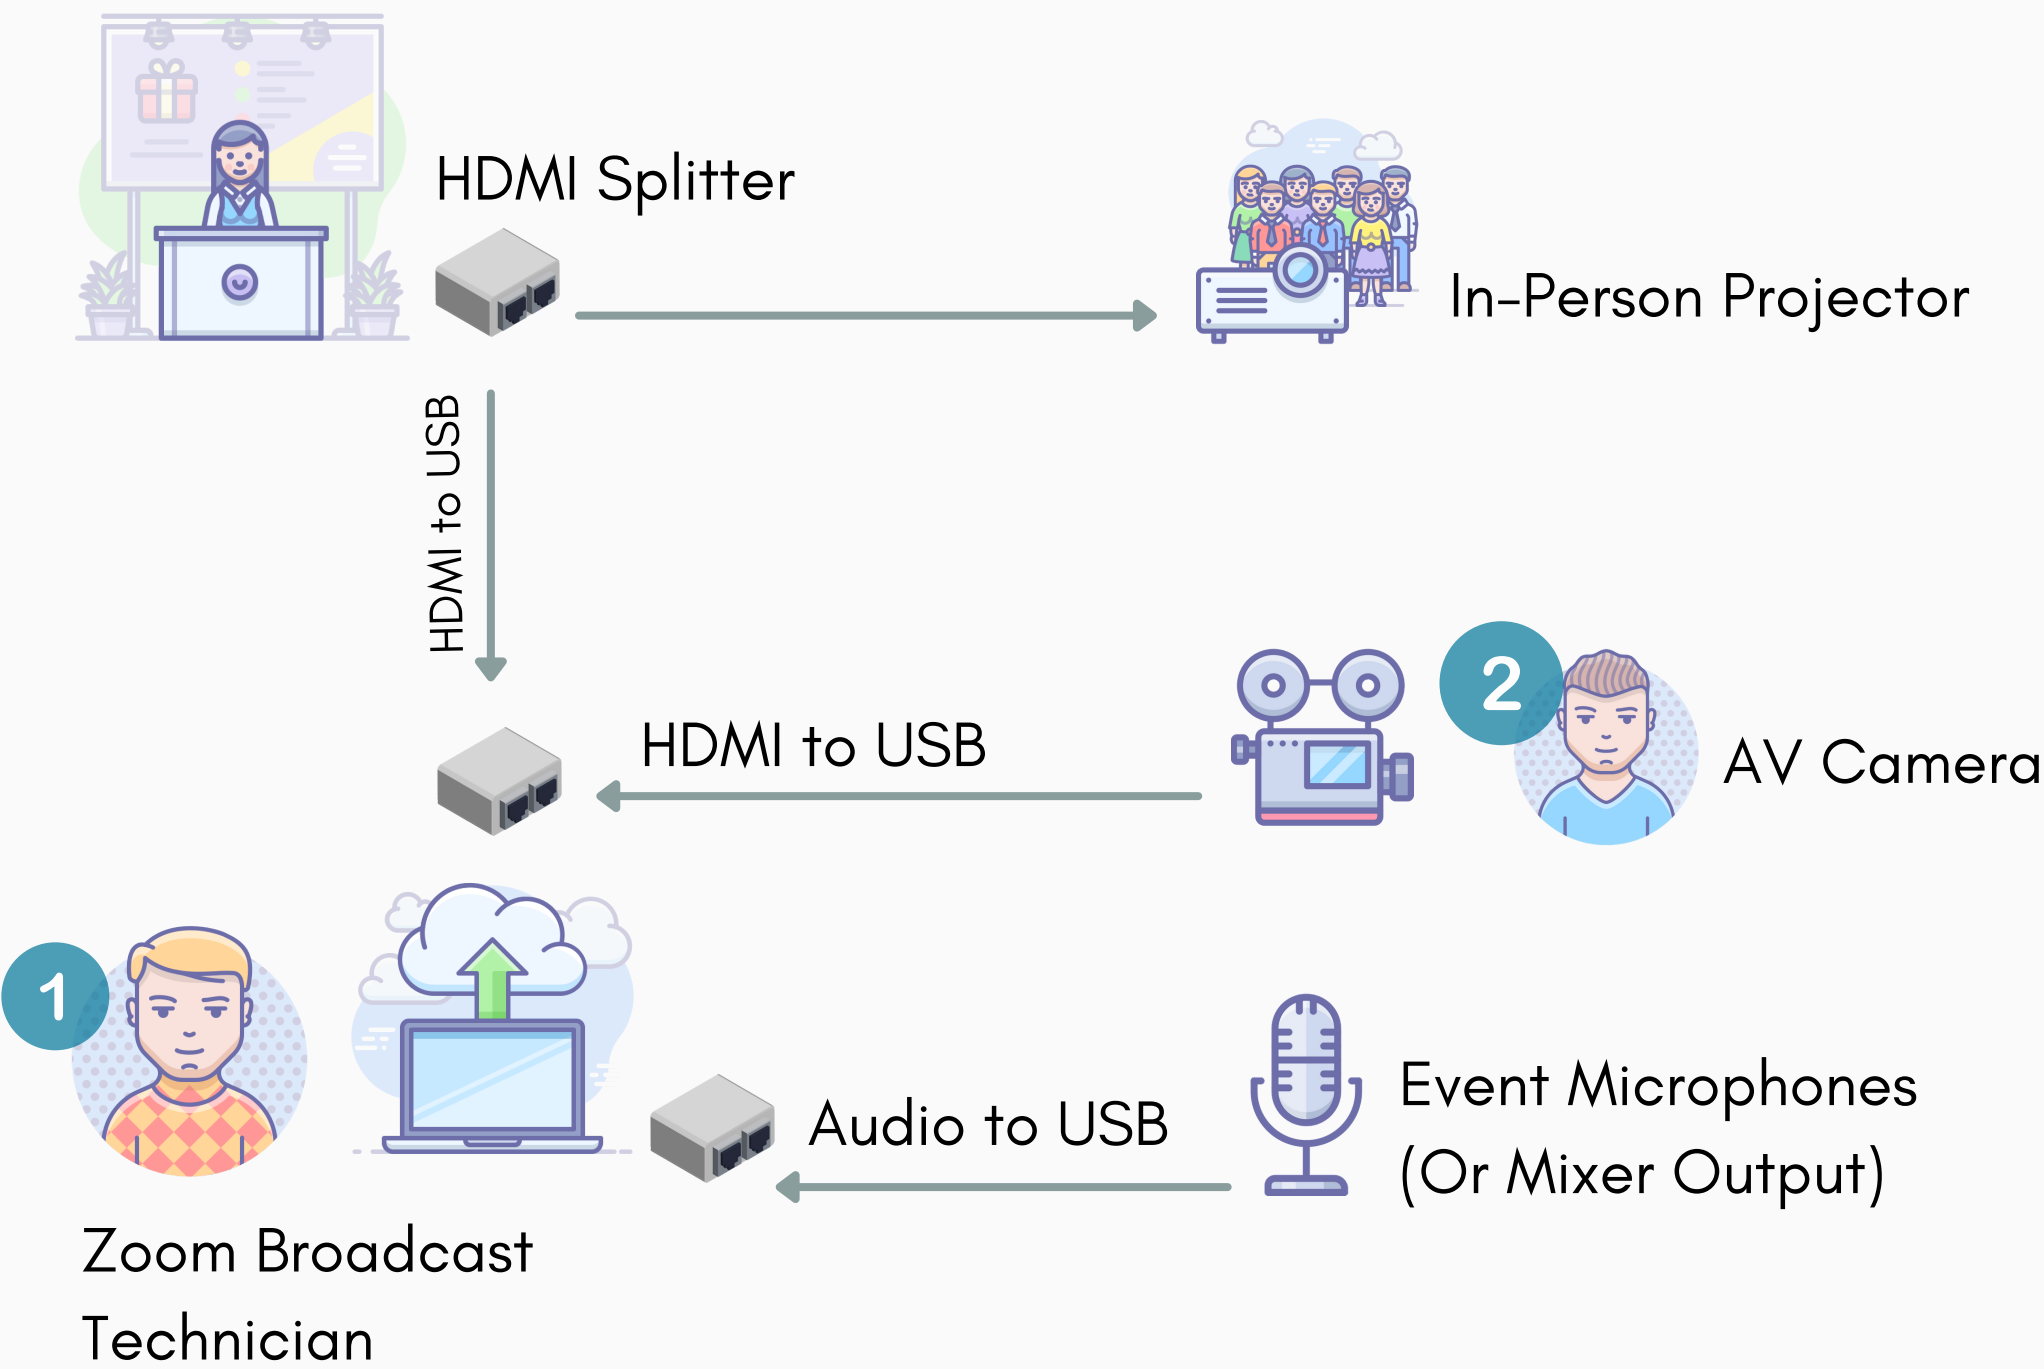 HDMI Splitter
In-Person Projector
HDMI to USB
HDMI to USB
2
AV Camera
1
Audio to USB
Event Microphones
(Or Mixer Output)
Zoom Broadcast
Technician